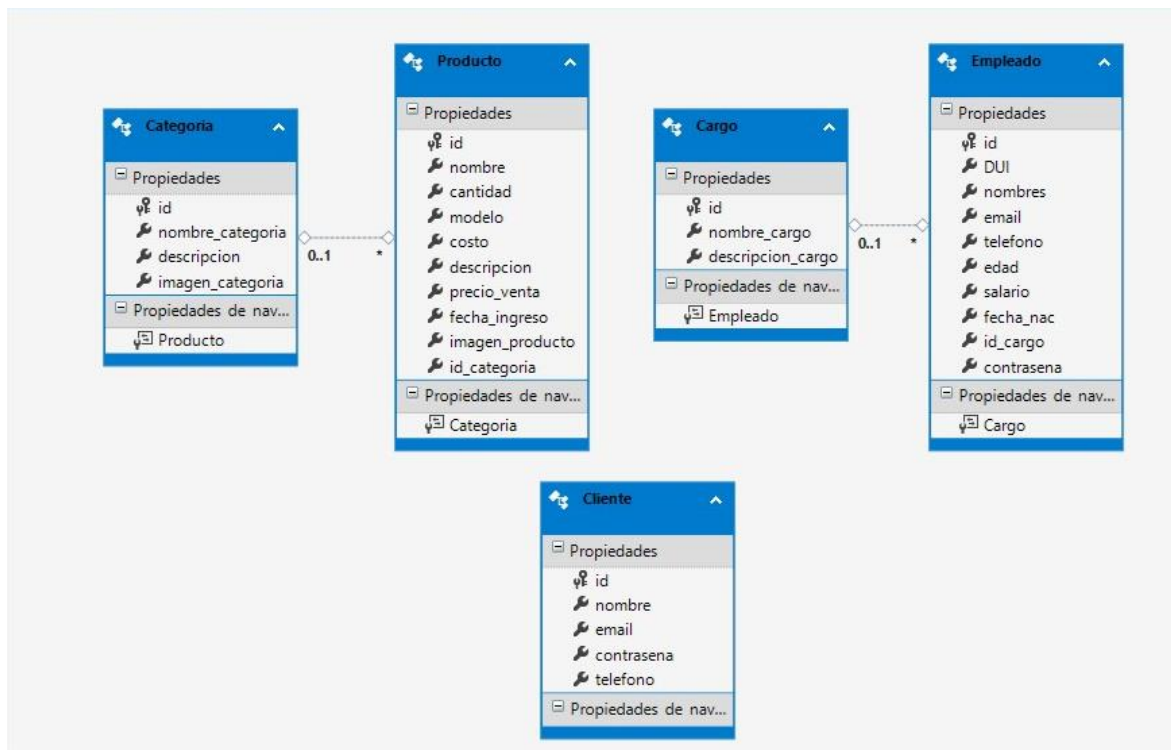 Categoria
Propiedades
id
nombre_categoria
descripcion
imagen_categoria
Propiedades de nav...
Producto
0..1
*
Producto
Propiedades
id
nombre
cantidad
modelo
costo
descripcion
precio_venta
fecha_ingreso
imagen_producto
id_categoria
Propiedades de nav...
Categoria
Cargo
Propiedades
id
nombre_cargo
descripcion_cargo
Propiedades de nav...
Empleado
0..1
*
Empleado
Propiedades
id
DUI
nombres
email
telefono
edad
salario
fecha_nac
id_cargo
contrasena
Propiedades de nav...
Cargo
Cliente
Propiedades
id
nombre
email
contrasena
telefono
Propiedades de nav...